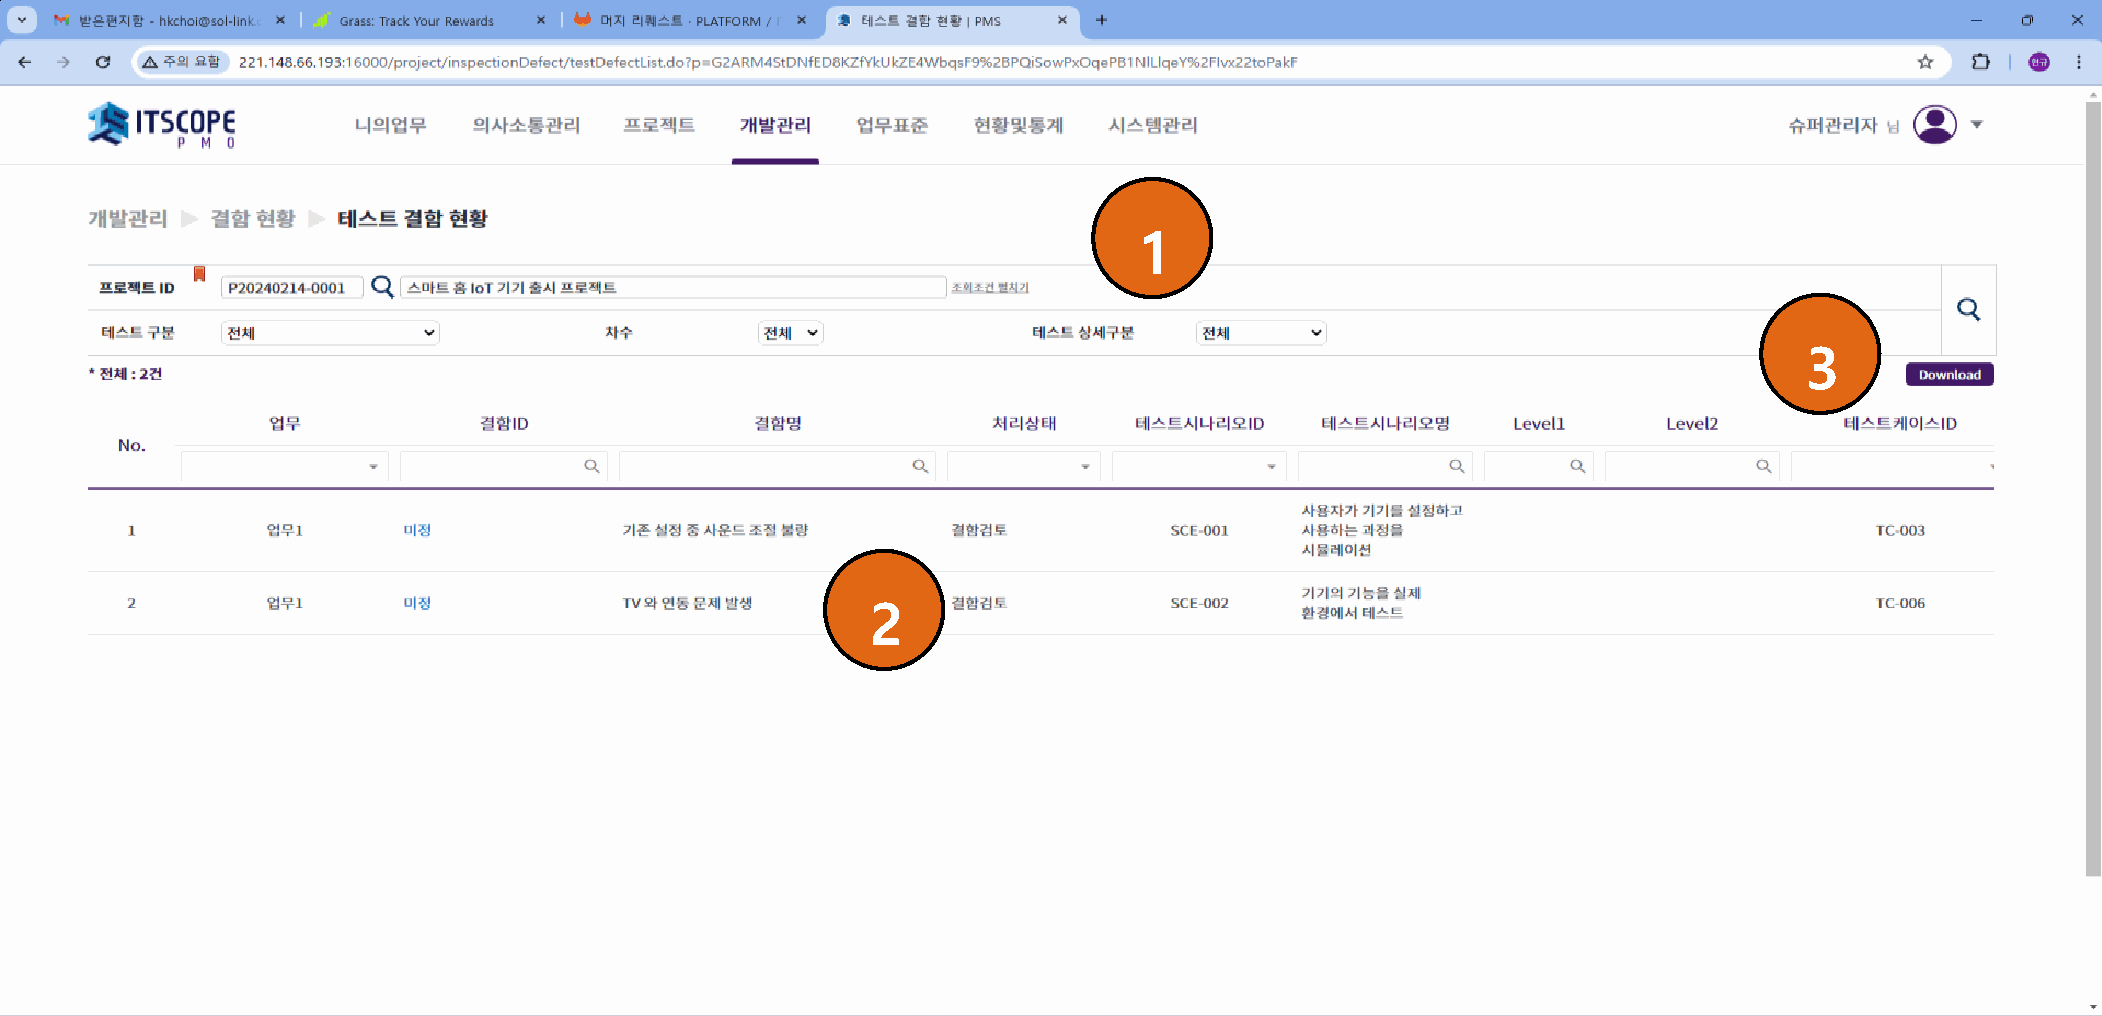 받은편지함 - hkchoi@sol-link.c
Grass: Track Your Rewards
머지 리퀘스트 · PLATFORM / I
테스트 결함 현황 | PMS
주의 요함
221.148.66.193:16000/project/inspectionDefect/testDefectList.do?p=G2ARM4StDNfED8KZfYkUkZE4WbqsF9%2BPQiSowPxOqePB1NlLlqeY%2Flvx22toPakF
현규
ITSCOPE
P M O
나의업무
의사소통관리
프로젝트
개발관리
업무표준
현황및통계
시스템관리
슈퍼관리자 님
개발관리 결함 현황 테스트 결함 현황
1
프로젝트 ID
P20240214-0001
스마트 홈 IoT 기기 출시 프로젝트
조회조건 펼치기
테스트 구분
전체
차수
전체
테스트 상세구분
전체
3
* 전체 : 2건
Download
No.
업무
결함ID
결함명
처리상태
테스트시나리오ID
테스트시나리오명
Level1
Level2
테스트케이스ID
1
업무1
미정
기존 설정 중 사운드 조절 불량
결함검토
SCE-001
사용자가 기기를 설정하고
사용하는 과정을
시뮬레이션
TC-003
2
2
업무1
미정
TV 와 연동 문제 발생
결함검토
SCE-002
기기의 기능을 실제
환경에서 테스트
TC-006